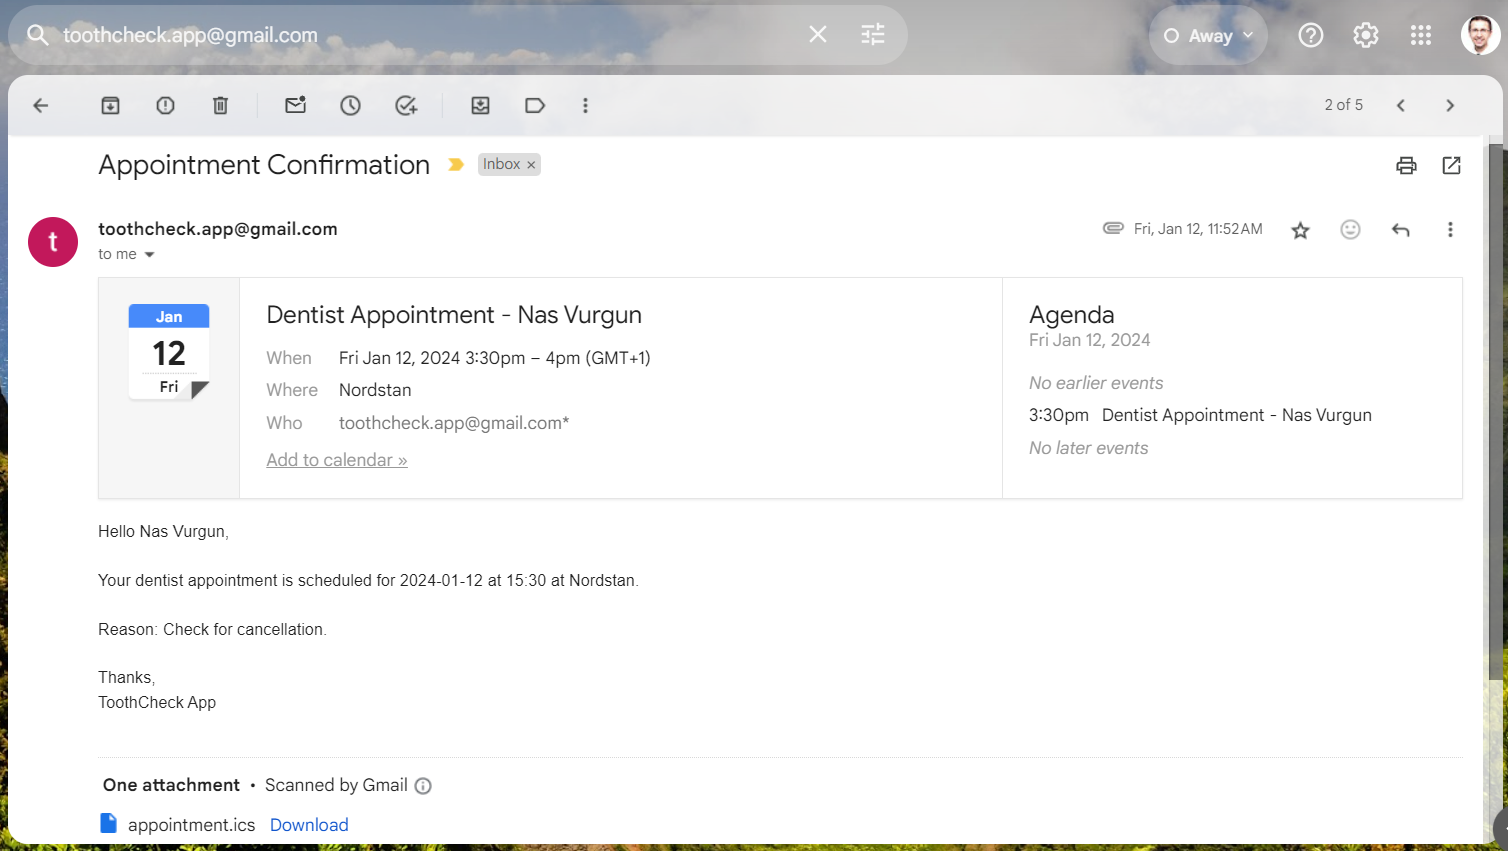 toothcheck.app@gmail.com
Away
2 of 5
Appointment Confirmation
Inbox ×
t
toothcheck.app@gmail.com
Fri, Jan 12, 11:52 AM
to me
Jan
12
Fri
Dentist Appointment - Nas Vurgun
When Fri Jan 12, 2024 3:30pm – 4pm (GMT+1)
Where Nordstan
Who toothcheck.app@gmail.com*
Add to calendar »
Agenda
Fri Jan 12, 2024
No earlier events
3:30pm Dentist Appointment - Nas Vurgun
No later events
Hello Nas Vurgun,
Your dentist appointment is scheduled for 2024-01-12 at 15:30 at Nordstan.
Reason: Check for cancellation.
Thanks,
ToothCheck App
One attachment • Scanned by Gmail
appointment.ics Download